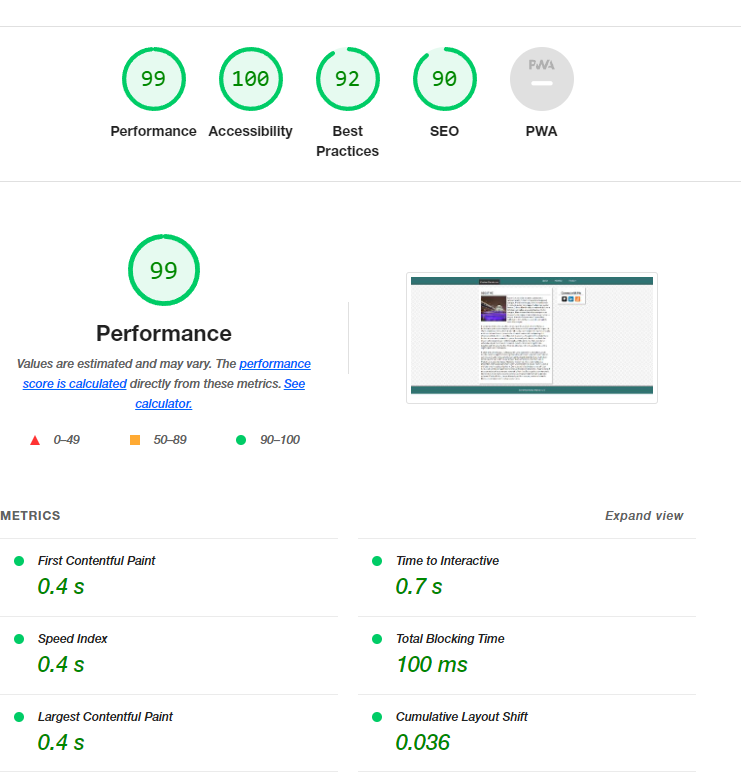 99 100 92 90 PWA
Performance Accessibility Best SEO PWA
Practices
99
Performance
Values are estimated and may vary. The performance
score is calculated directly from these metrics. See
calculator.
0–49 50–89 90–100
METRICS Expand view
First Contentful Paint Time to Interactive
0.4 s 0.7 s
Speed Index Total Blocking Time
0.4 s 100 ms
Largest Contentful Paint Cumulative Layout Shift
0.4 s 0.036